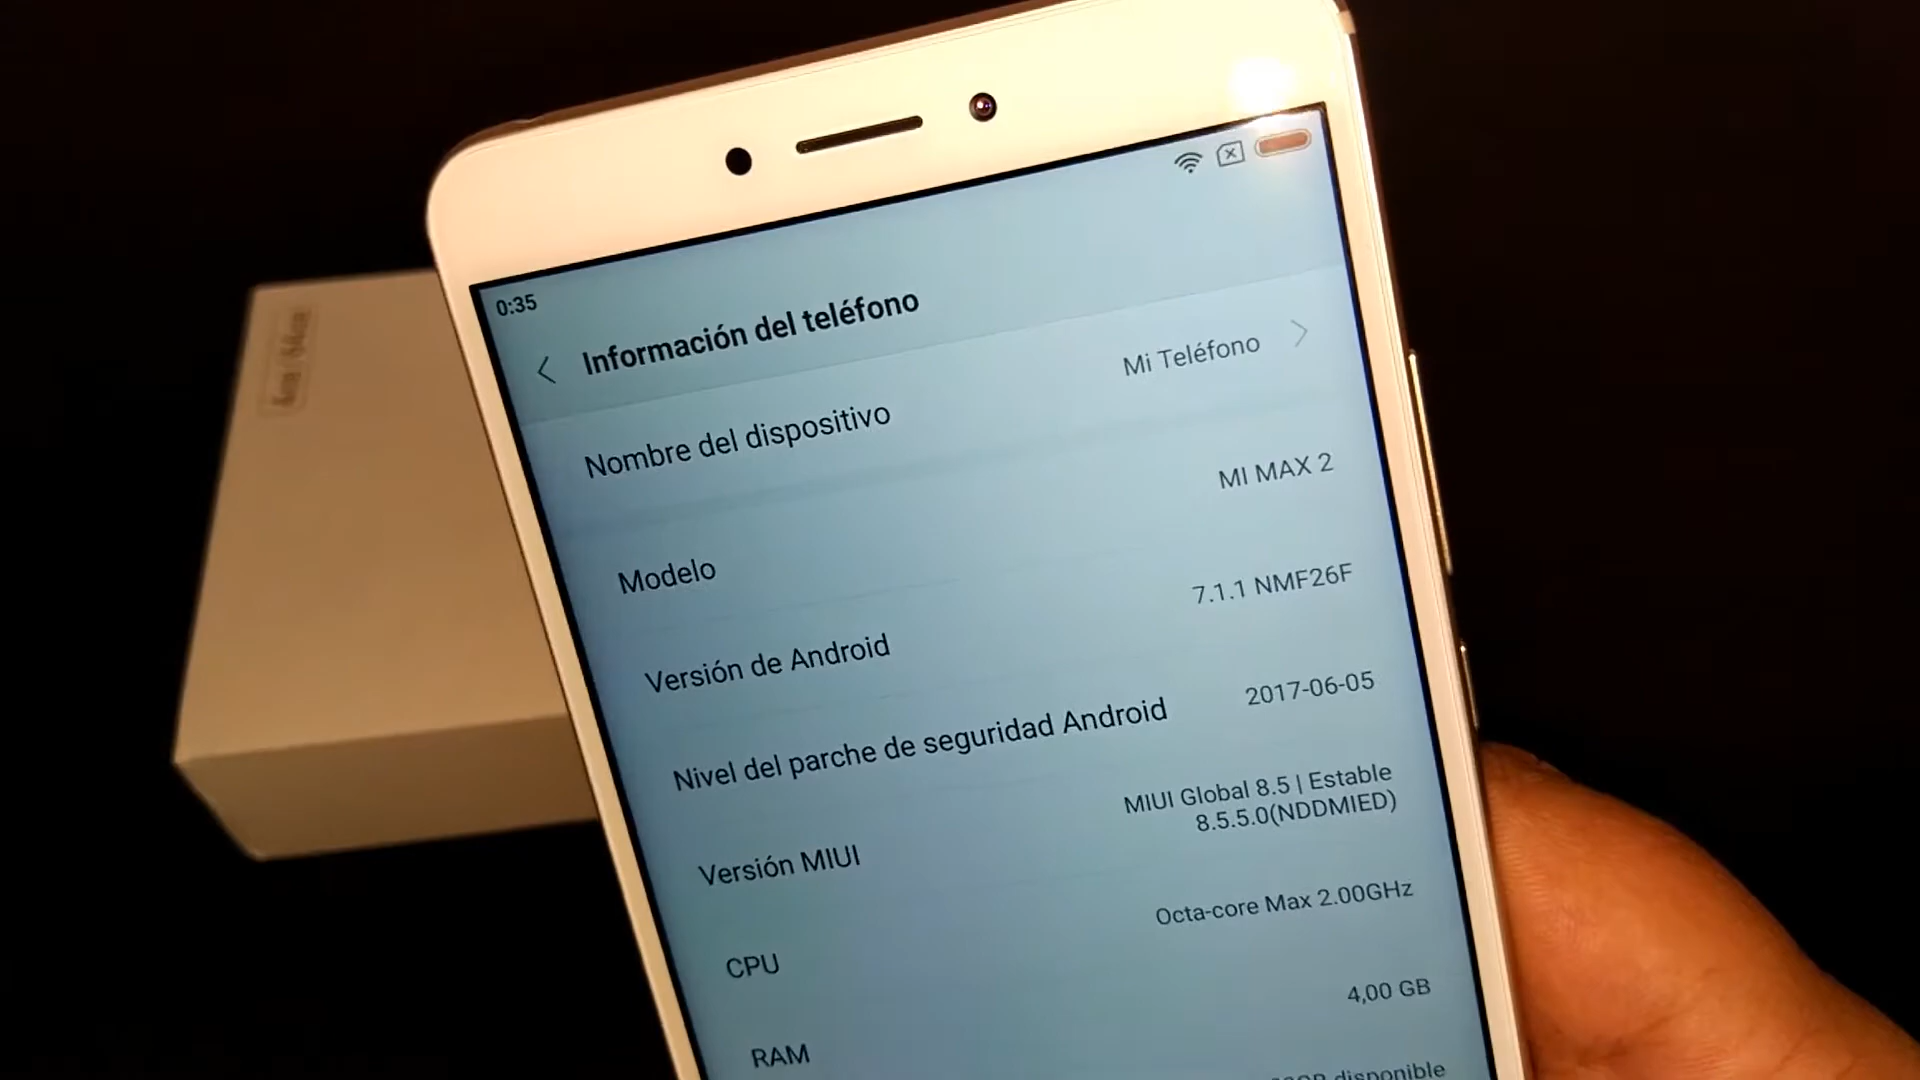 0:35
Información del teléfono
Nombre del dispositivo
Mi Teléfono
Modelo
MI MAX 2
Versión de Android
7.1.1 NMF26F
Nivel del parche de seguridad Android
2017-06-05
Versión MIUI
MIUI Global 8.5 | Estable
8.5.5.0(NDDMIED)
CPU
Octa-core Max 2.00GHz
RAM
4,00 GB
disponible